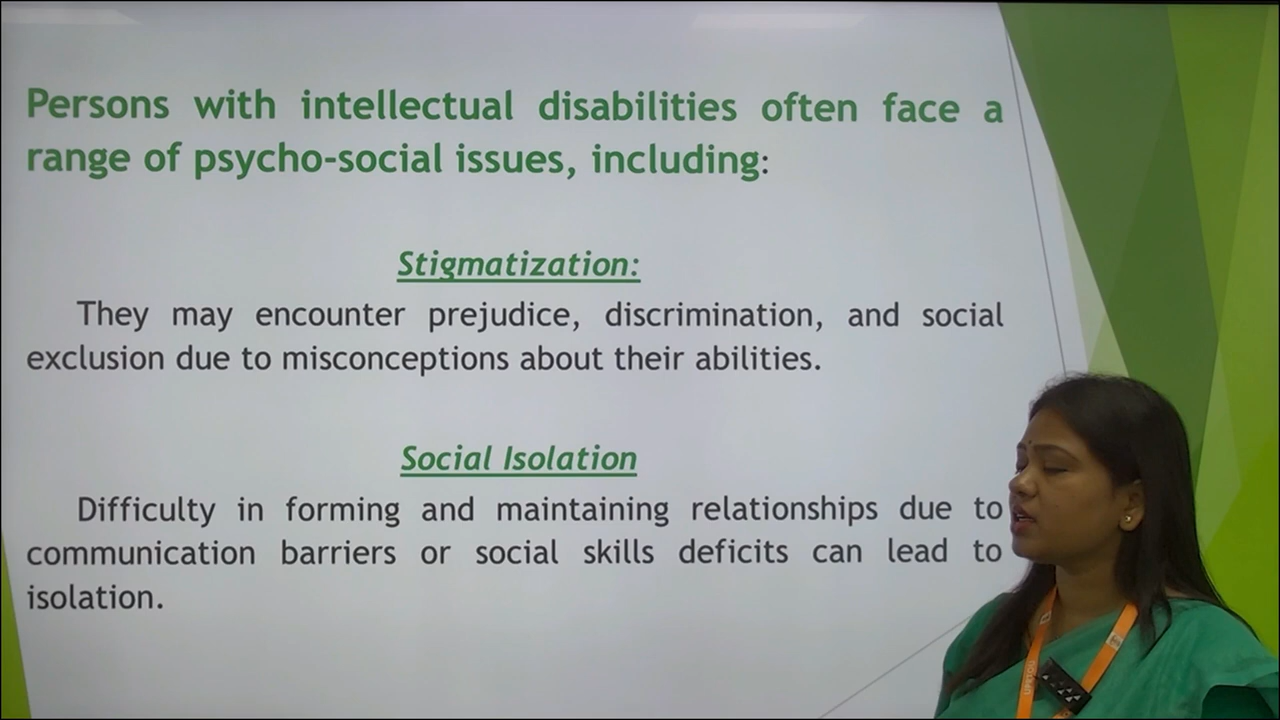 Persons with intellectual disabilities often face a
range of psycho-social issues, including:
Stigmatization:
They may encounter prejudice, discrimination, and social
exclusion due to misconceptions about their abilities.
Social Isolation
Difficulty in forming and maintaining relationships due to
communication barriers or social skills deficits can lead to
isolation.